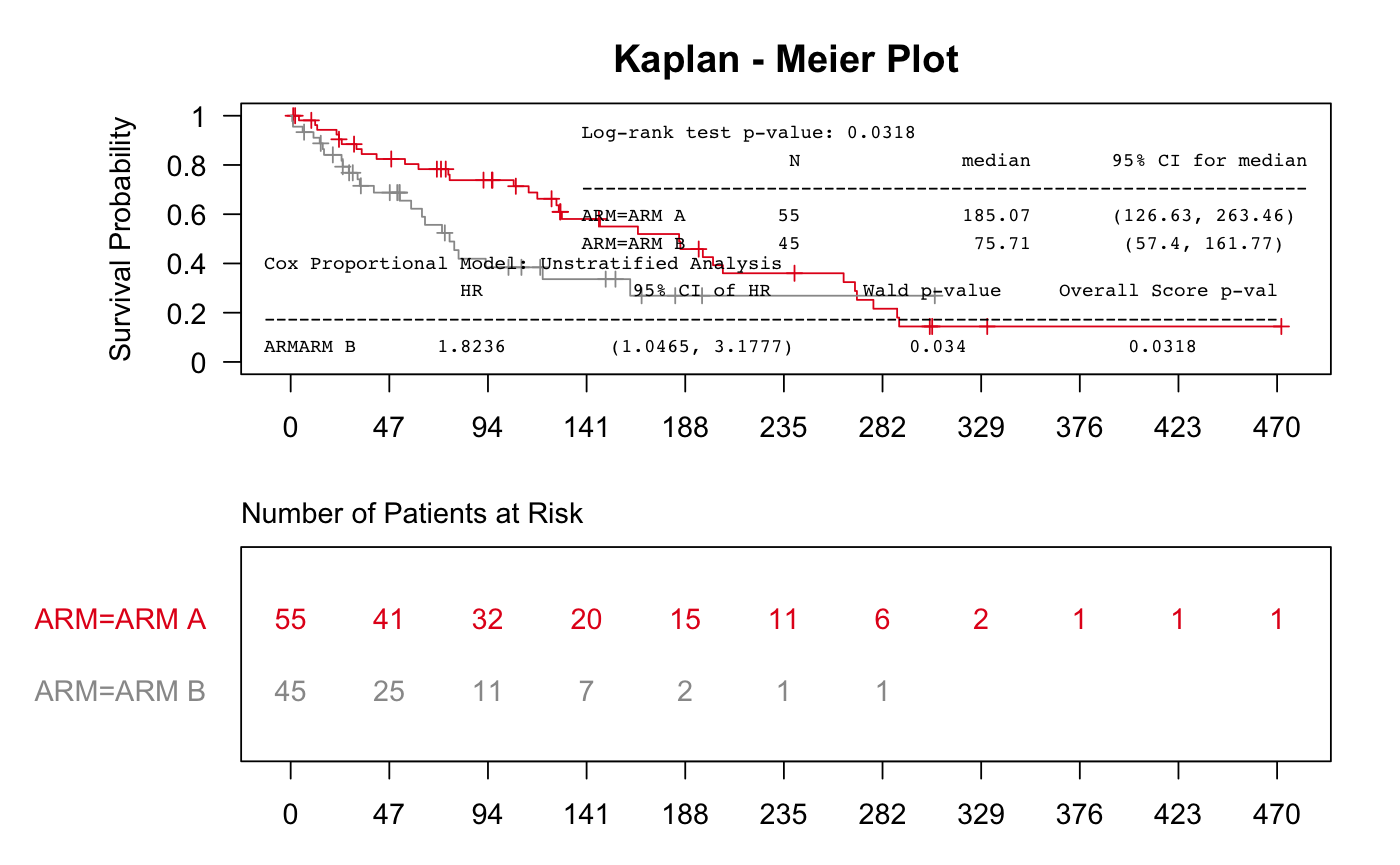 Kaplan - Meier Plot
Survival Probability
1
0.8
0.6
0.4
0.2
0
Log-rank test p-value: 0.0318
N median 95% CI for median
ARM=ARM A 55 185.07 (126.63, 263.46)
ARM=ARM B 45 75.71 (57.4, 161.77)
Cox Proportional Model: Unstratified Analysis
HR 95% CI of HR Wald p-value Overall Score p-val
ARMARM B 1.8236 (1.0465, 3.1777) 0.034 0.0318
0 47 94 141 188 235 282 329 376 423 470
Number of Patients at Risk
ARM=ARM A 55 41 32 20 15 11 6 2 1 1 1
ARM=ARM B 45 25 11 7 2 1 1
0 47 94 141 188 235 282 329 376 423 470